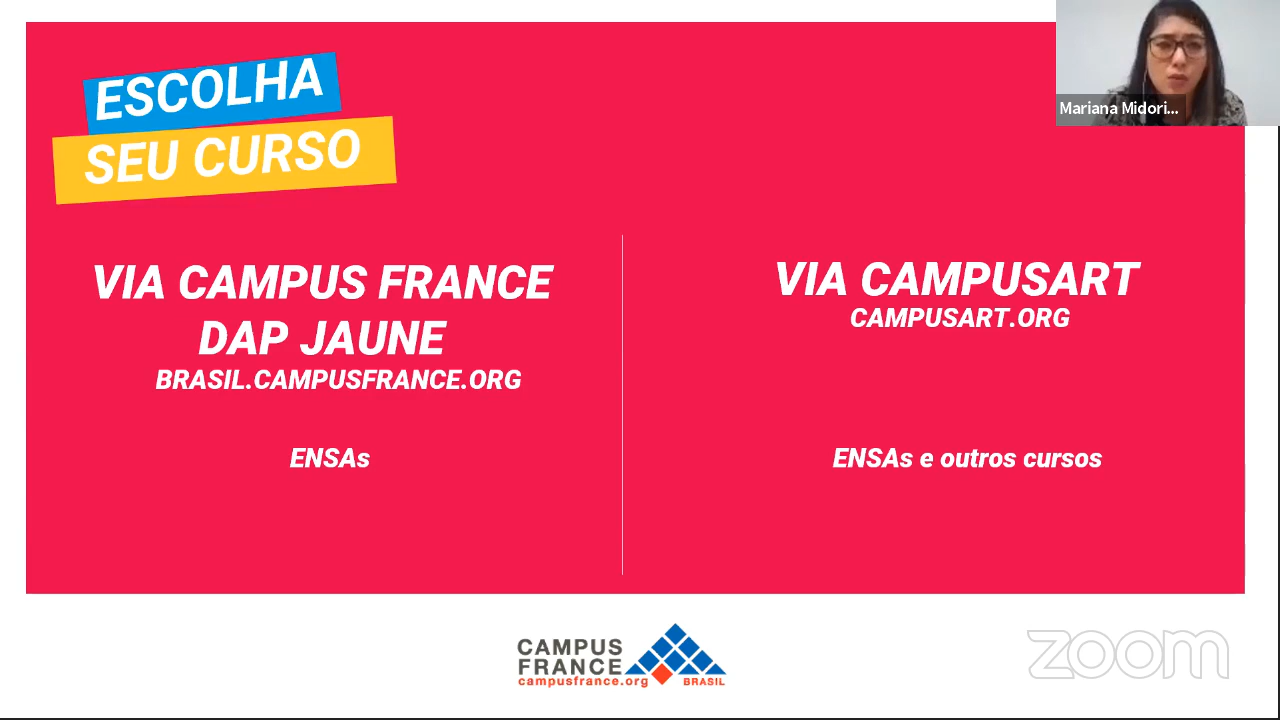 ESCOLHA
SEU CURSO
Mariana Midori...
VIA CAMPUS FRANCE
DAP JAUNE
BRASIL.CAMPUSFRANCE.ORG
ENSAs
VIA CAMPUSART
CAMPUSART.ORG
ENSAs e outros cursos
CAMPUS
FRANCE
campusfrance.org BRASIL
zoom